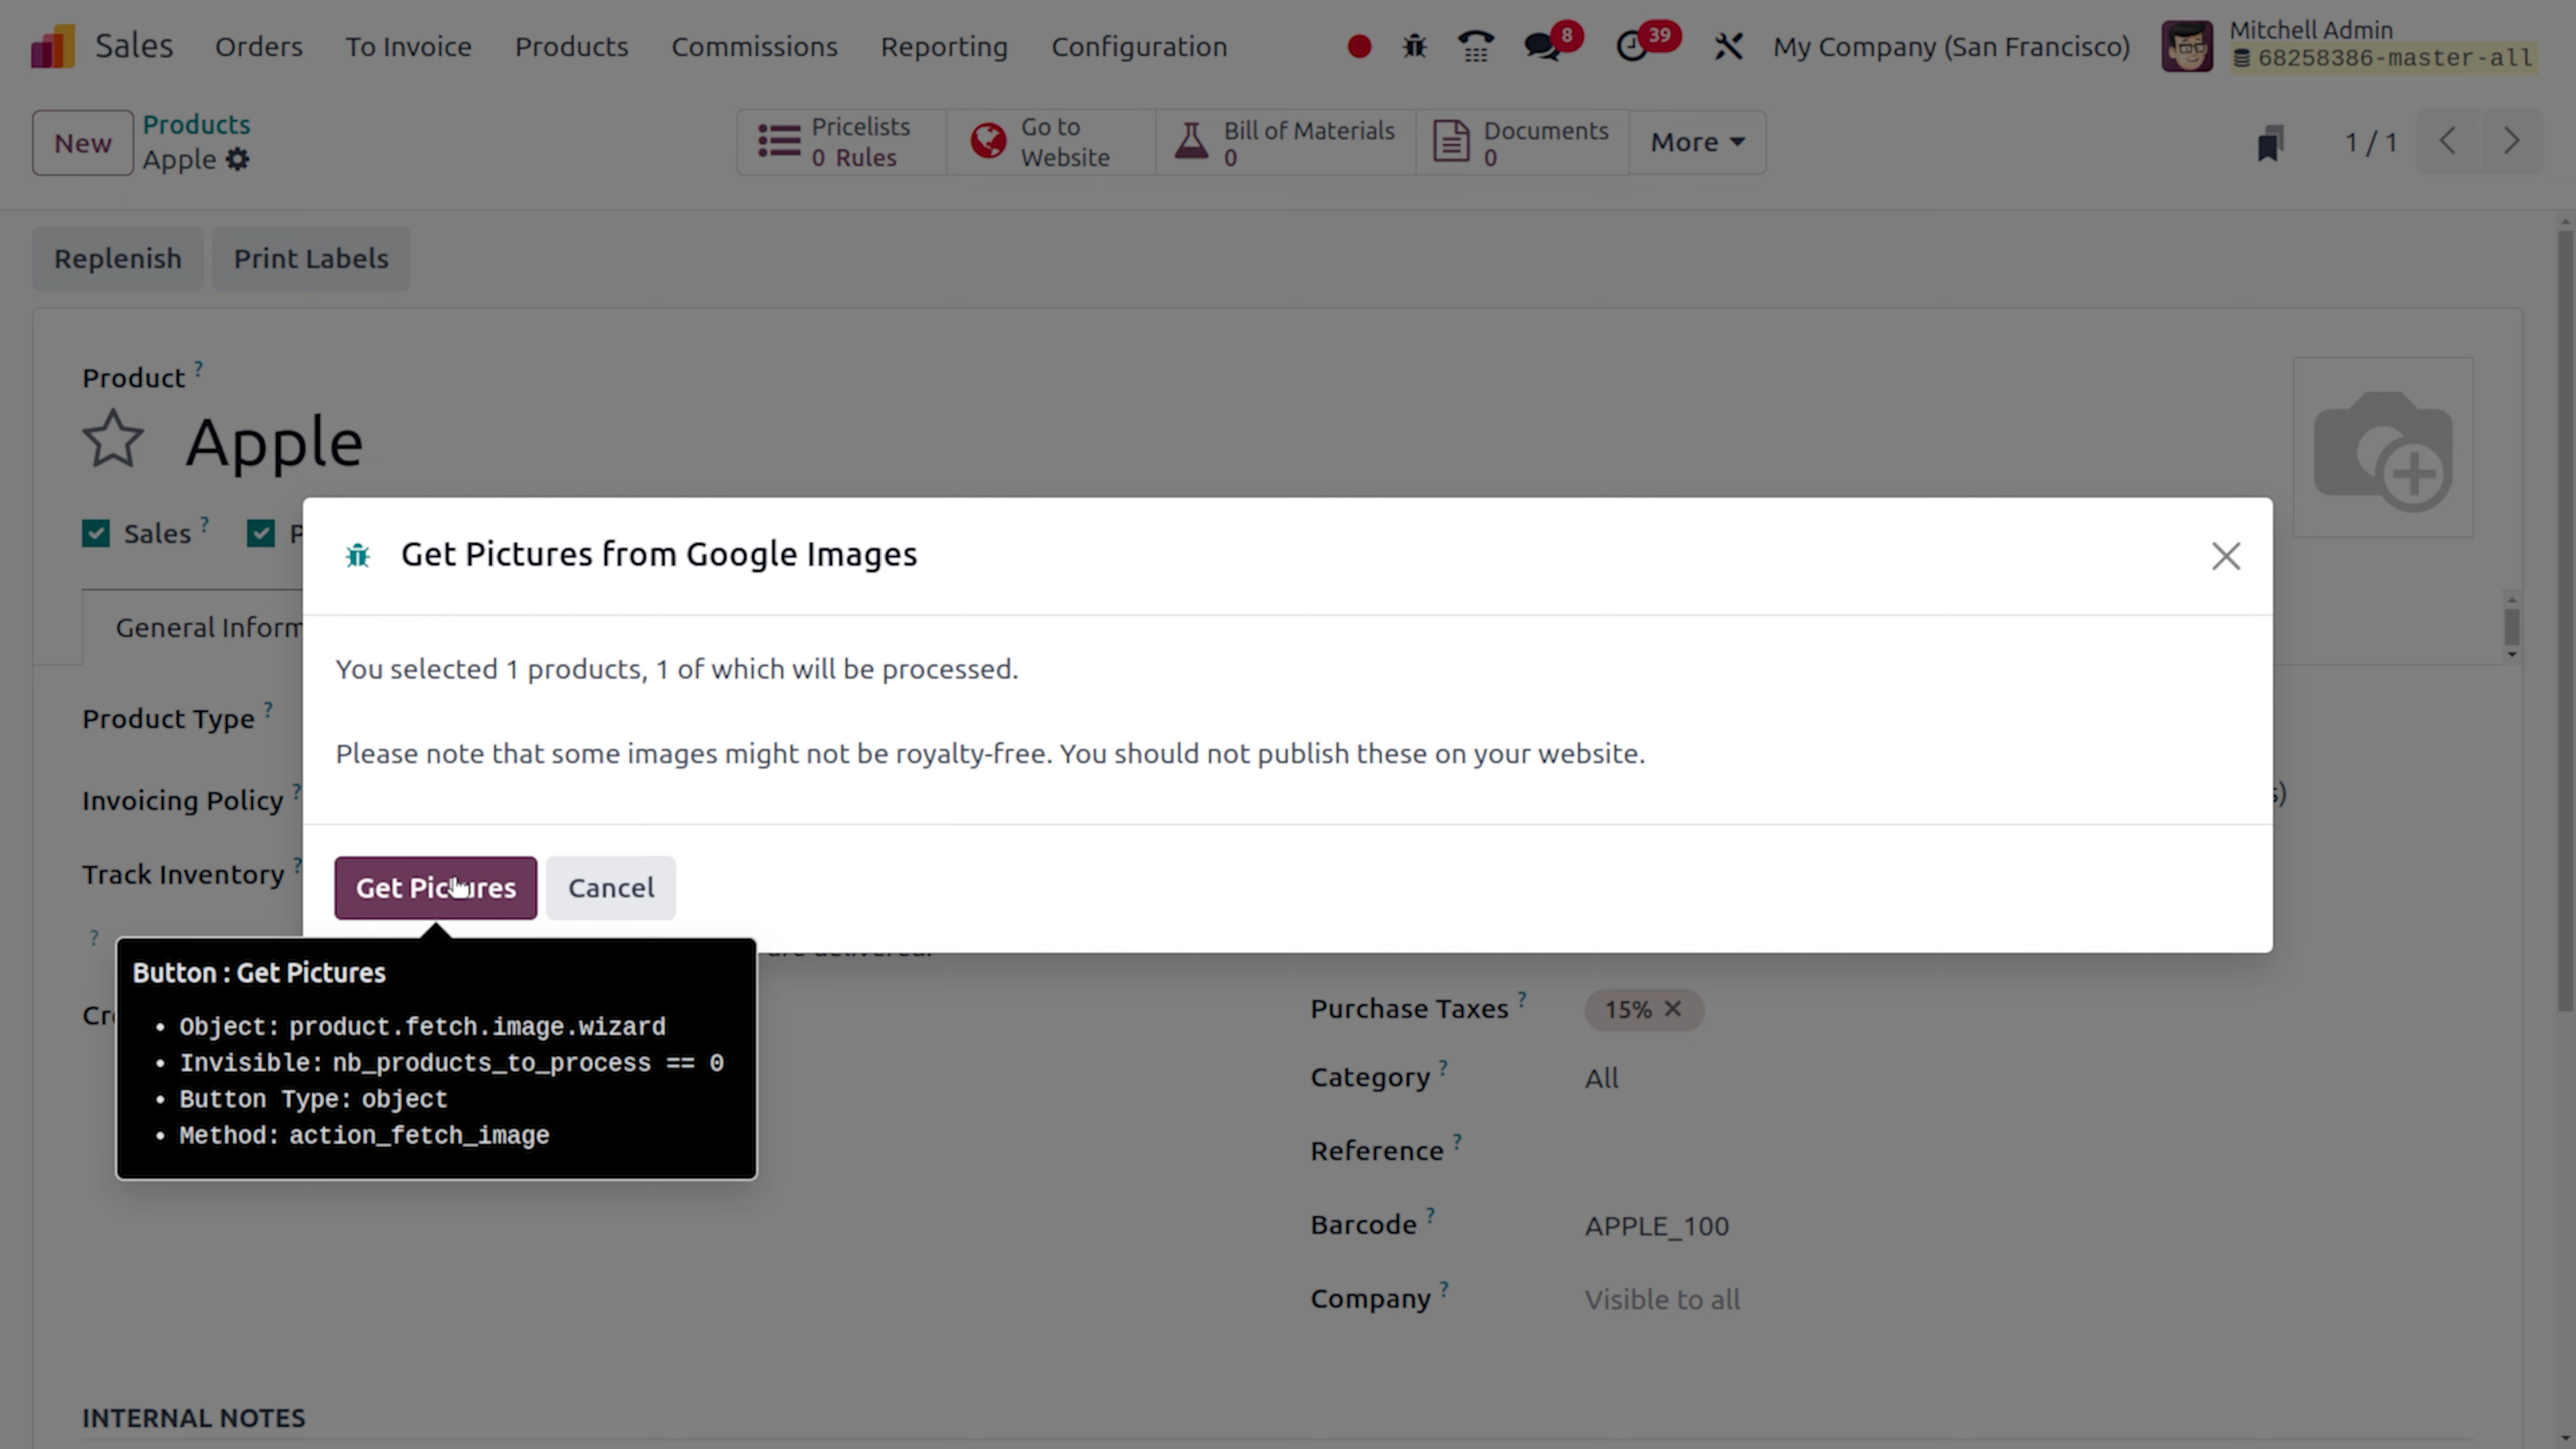 Sales Orders To Invoice Products Commissions Reporting Configuration 8 39 My Company (San Francisco) Mitchell Admin
68258386-master-all
New Products
Apple
Pricelists
0 Rules
Go to
Website
Bill of Materials
0
Documents
0
More
1 / 1
Replenish Print Labels
Product ?
Apple
Sales ? P
Get Pictures from Google Images
General Inform
You selected 1 products, 1 of which will be processed.
Product Type ?
Please note that some images might not be royalty-free. You should not publish these on your website.
Invoicing Policy ? s)
Track Inventory ?
Get Pictures Cancel
?
are delivered.
Button : Get Pictures
• Object: product.fetch.image.wizard
• Invisible: nb_products_to_process == 0
• Button Type: object
• Method: action_fetch_image
Purchase Taxes ? 15% ×
Category ? All
Reference ?
Barcode ? APPLE_100
Company ? Visible to all
INTERNAL NOTES